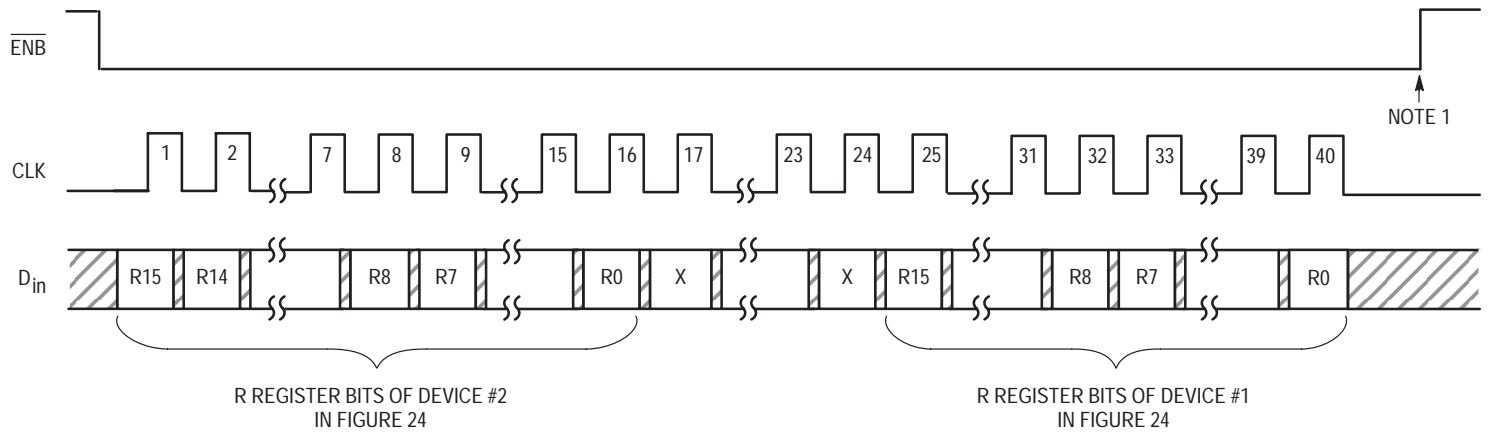 ENB
NOTE 1
CLK
1 2 7 8 9 15 16 17 23 24 25 31 32 33 39 40
Din
R15 R14 R8 R7 R0 X X R15 R8 R7 R0
R REGISTER BITS OF DEVICE #2
IN FIGURE 24
R REGISTER BITS OF DEVICE #1
IN FIGURE 24